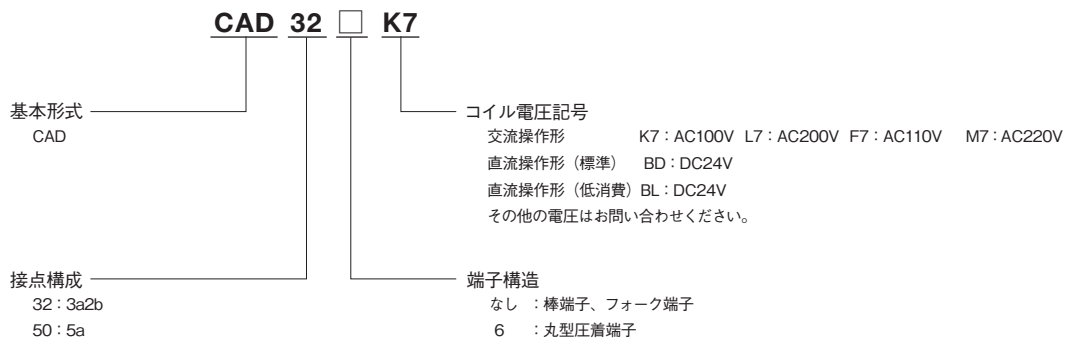 CAD 32 □ K7
基本形式
CAD
コイル電圧記号
交流操作形 K7：AC100V L7：AC200V F7：AC110V M7：AC220V
直流操作形（標準） BD：DC24V
直流操作形（低消費）BL：DC24V
その他の電圧はお問い合わせください。
接点構成
32：3a2b
50：5a
端子構造
なし ：棒端子、フォーク端子
6 ：丸型圧着端子